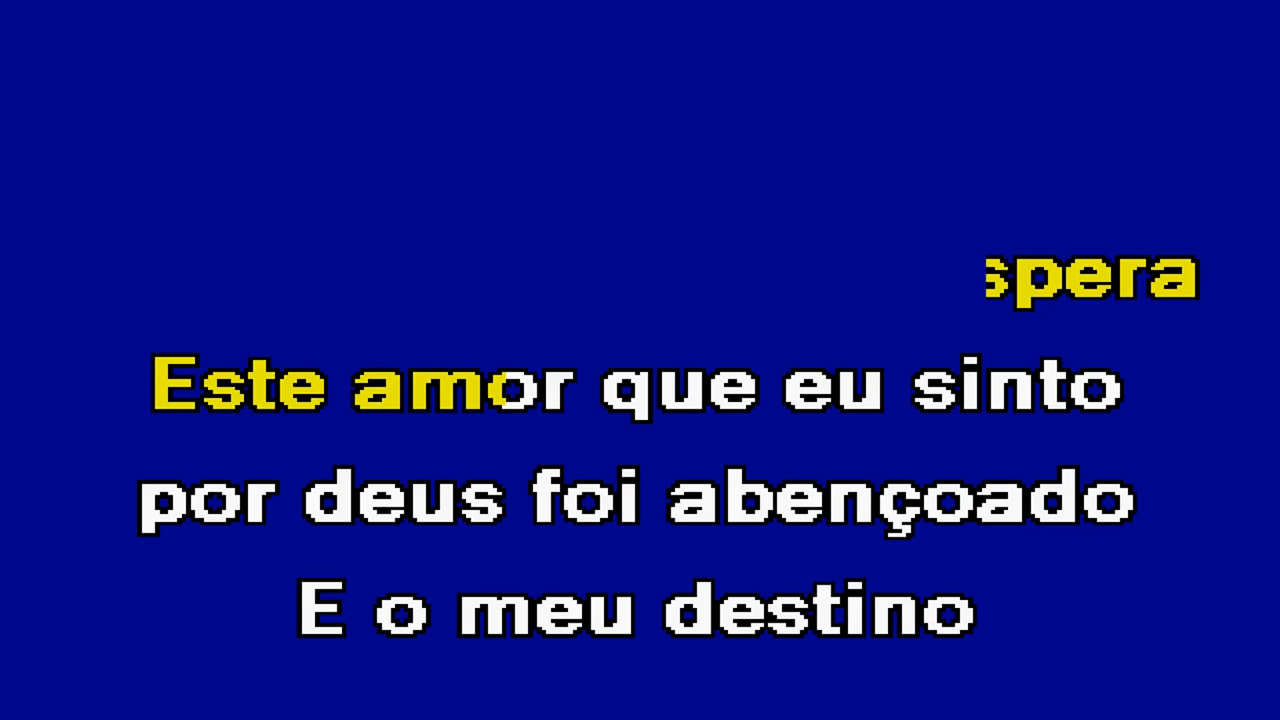 spera
Este amor que eu sinto
por deus foi abençoado
E o meu destino